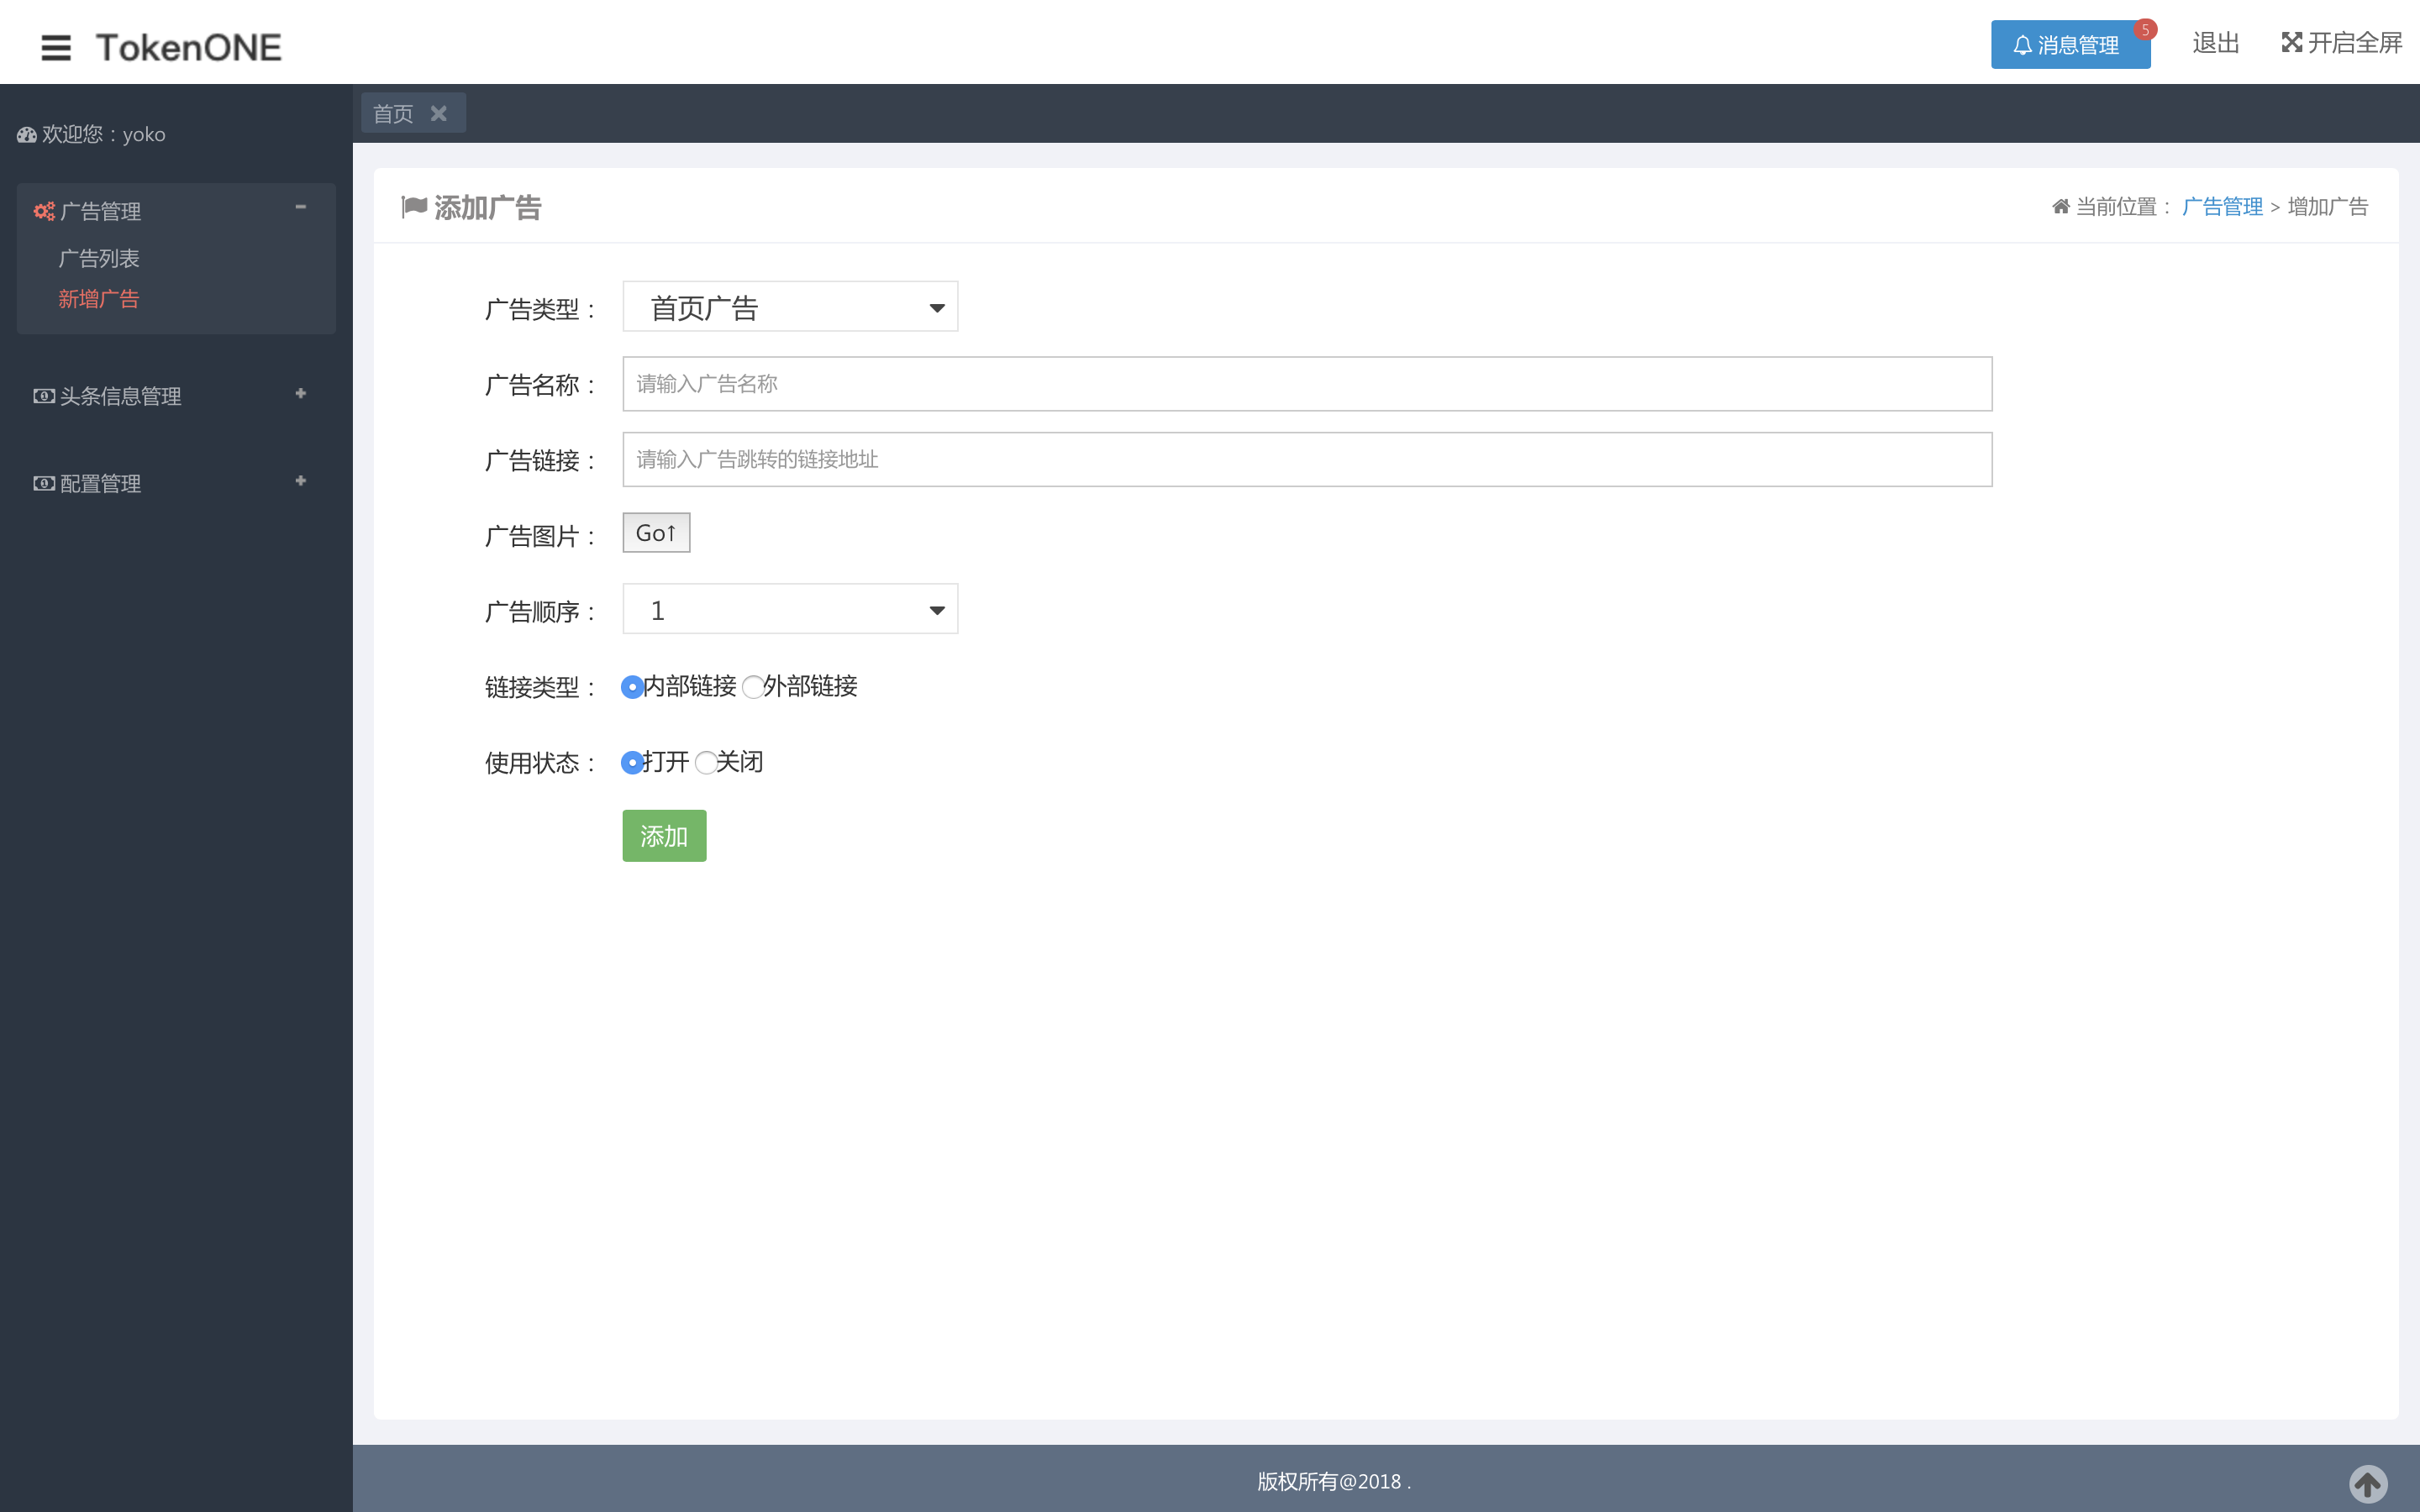 TokenONE
消息管理 5 退出 开启全屏
欢迎您：yoko
首页
广告管理
广告列表
新增广告
头条信息管理
配置管理
添加广告
当前位置： 广告管理 > 增加广告
广告类型： 首页广告
广告名称： 请输入广告名称
广告链接： 请输入广告跳转的链接地址
广告图片： Go↑
广告顺序： 1
链接类型： 内部链接 外部链接
使用状态： 打开 关闭
添加
版权所有@2018 .